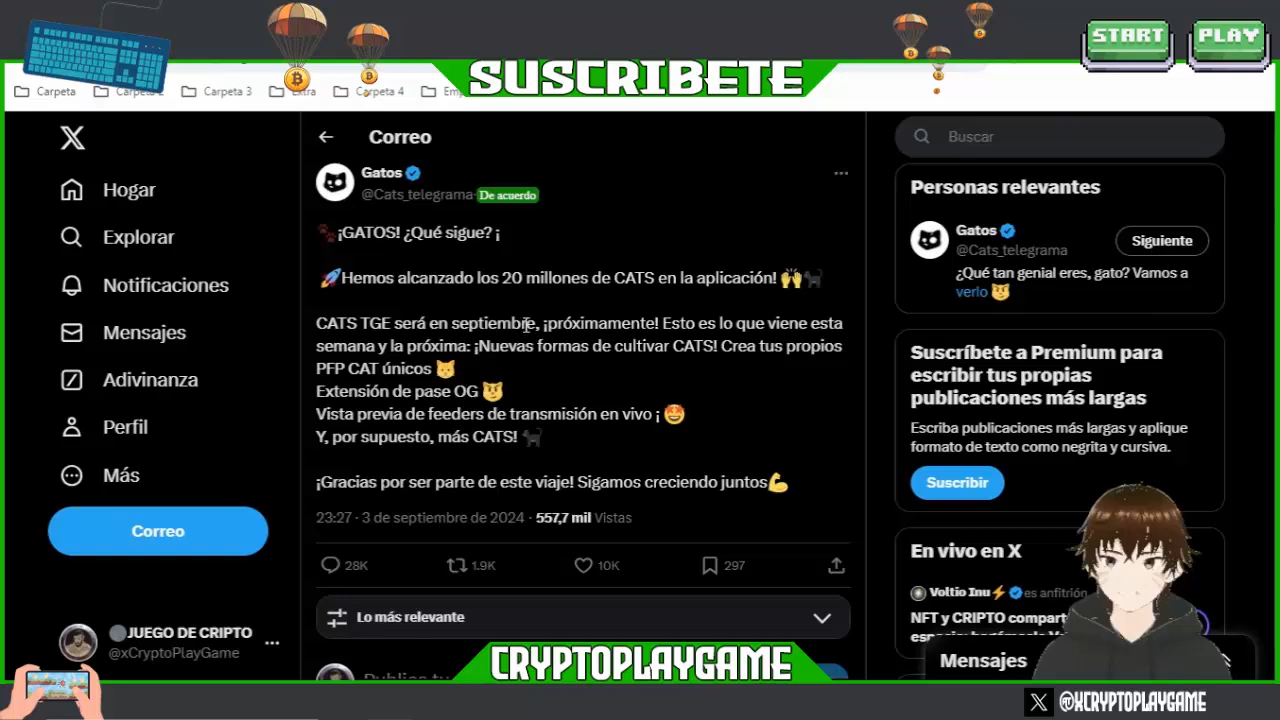 START
PLAY
SUSCRIBETE
Carpeta
Carpeta 2
Carpeta 3
Extra
Carpeta 4
Correo
Buscar
Gatos
@Cats_telegrama
De acuerdo
🐾¡GATOS! ¿Qué sigue? ¡
🚀Hemos alcanzado los 20 millones de CATS en la aplicación! 🙌🐈‍⬛
CATS TGE será en septiembre, ¡próximamente! Esto es lo que viene esta
semana y la próxima: ¡Nuevas formas de cultivar CATS! Crea tus propios
PFP CAT únicos 🐱
Extensión de pase OG 😼
Vista previa de feeders de transmisión en vivo ¡ 🤩
Y, por supuesto, más CATS! 🐈‍⬛
¡Gracias por ser parte de este viaje! Sigamos creciendo juntos💪
23:27 · 3 de septiembre de 2024 · 557,7 mil Vistas
28K
1.9K
10K
297
Lo más relevante
Hogar
Explorar
Notificaciones
Mensajes
Adivinanza
Perfil
Más
Correo
JUEGO DE CRIPTO
@xCryptoPlayGame
Personas relevantes
Gatos
@Cats_telegrama
Siguiente
¿Qué tan genial eres, gato? Vamos a
verlo 😼
Suscríbete a Premium para
escribir tus propias
publicaciones más largas
Escriba publicaciones más largas y aplique
formato de texto como negrita y cursiva.
Suscribir
En vivo en X
Voltio Inu⚡ es anfitrión
NFT y CRIPTO
Mensajes
CRYPTOPLAYGAME
@XCRYPTOPLAYGAME